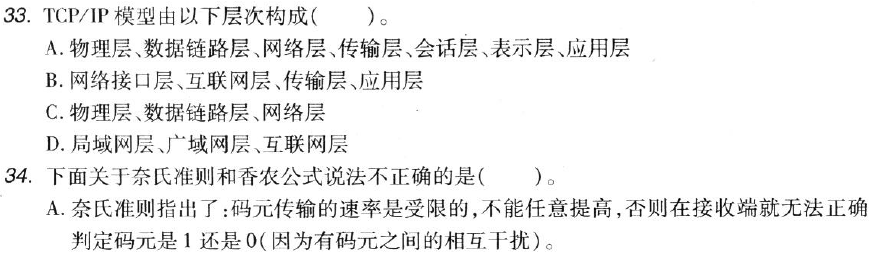 33. TCP/IP 模型由以下层次构成(　　)。
A. 物理层、数据链路层、网络层、传输层、会话层、表示层、应用层
B. 网络接口层、互联网层、传输层、应用层
C. 物理层、数据链路层、网络层
D. 局域网层、广域网层、互联网层
34. 下面关于奈氏准则和香农公式说法不正确的是(　　)。
A. 奈氏准则指出了:码元传输的速率是受限的,不能任意提高,否则在接收端就无法正确
判定码元是 1 还是 0(因为有码元之间的相互干扰)。